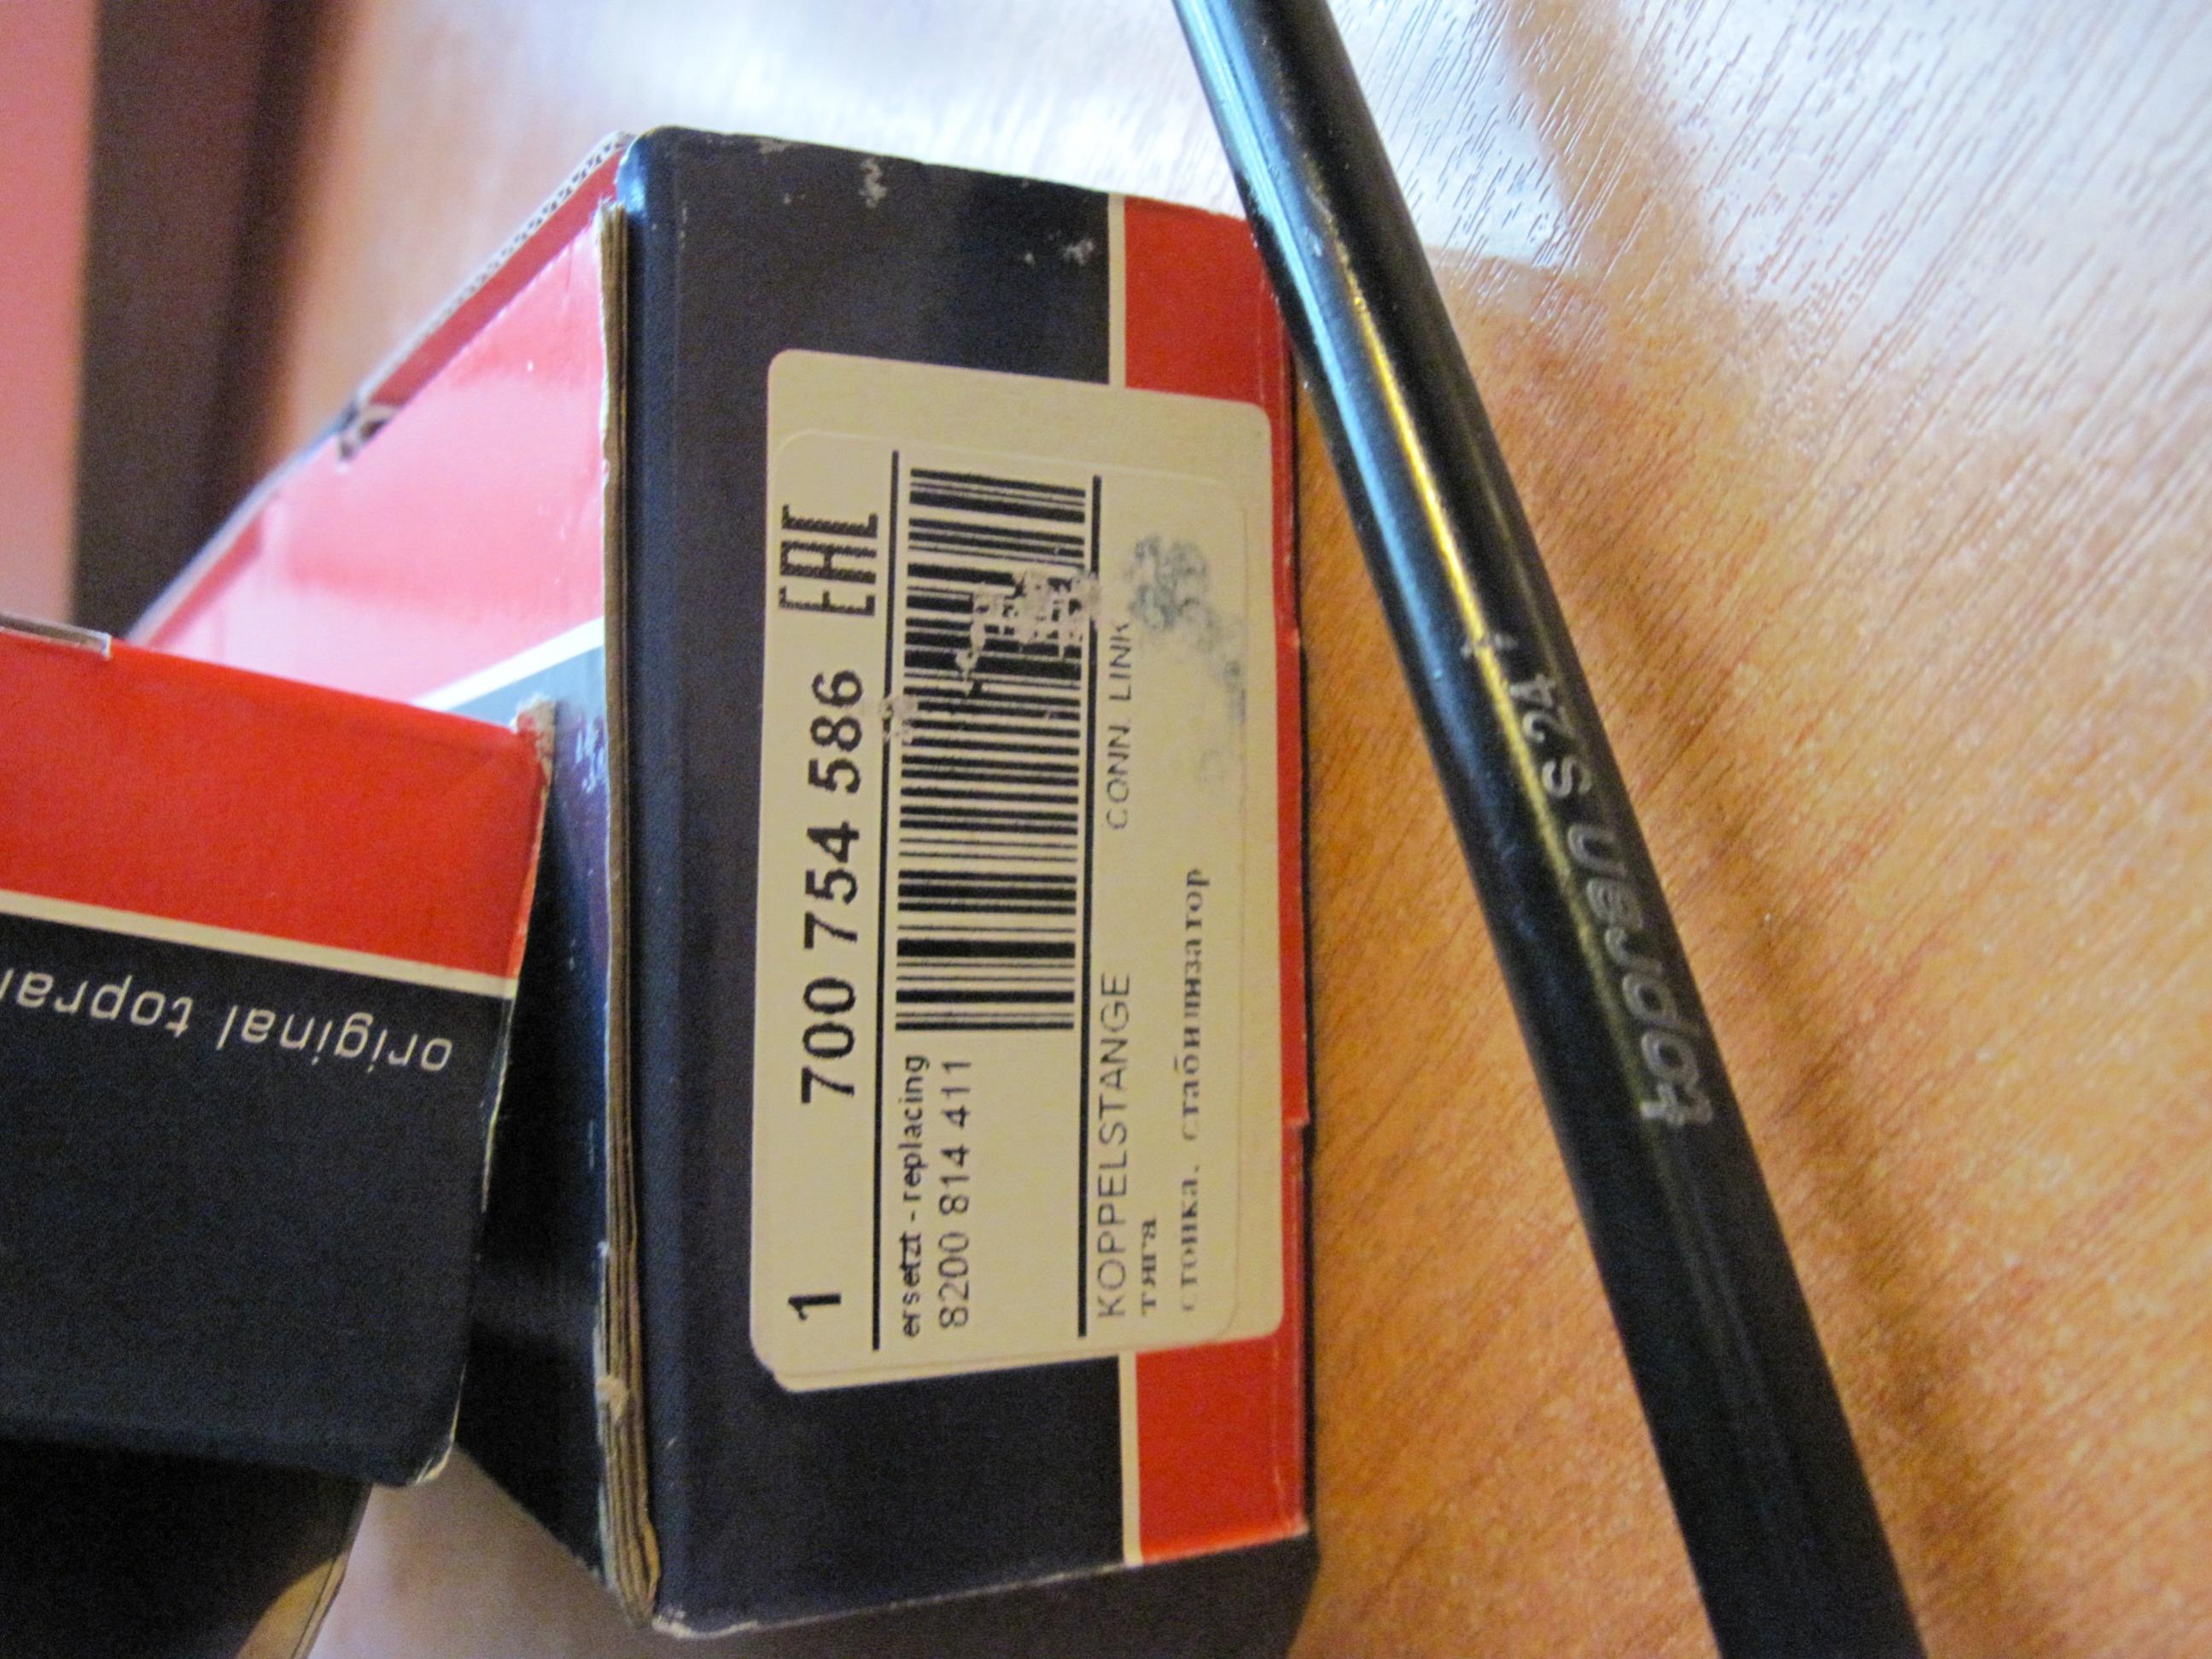 1 700 754 586 EAC
ersetzt - replacing
8200 814 411
KOPPELSTANGE CONN. LINK
тяга
стойка, стабилизатор
original topran
topran U S 24